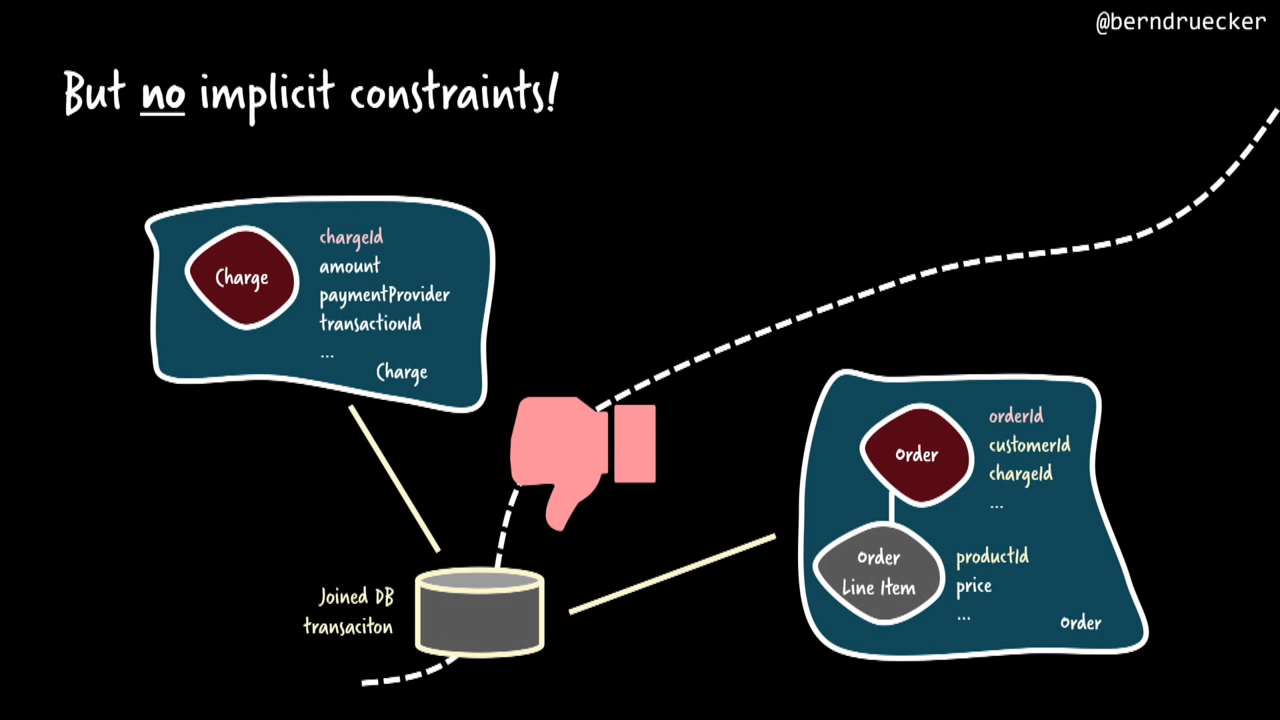 @berndruecker
But no implicit constraints!
Charge
chargeId
amount
paymentProvider
transactionId
...
Charge
Order
orderId
customerId
chargeId
...
Order
Line Item
productId
price
...
Order
Joined DB
transaciton